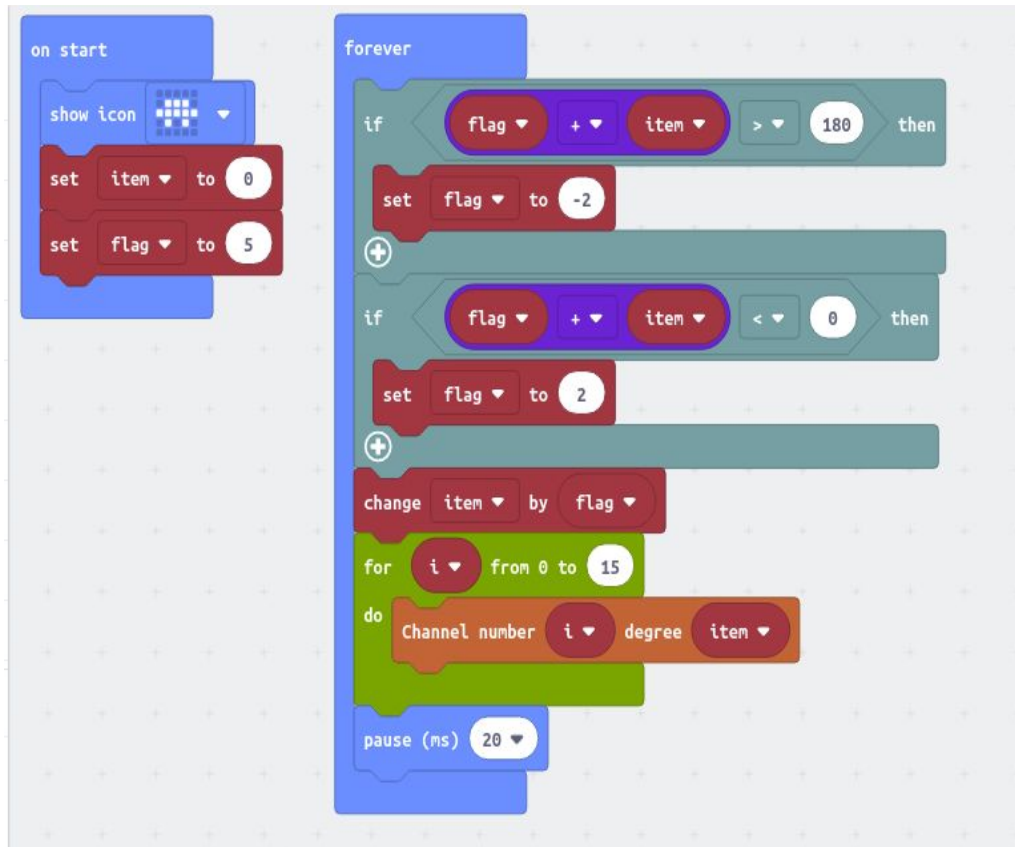 on start
show icon
set item to 0
set flag to 5
forever
if flag + item > 180 then
set flag to -2
if flag + item < 0 then
set flag to 2
change item by flag
for i from 0 to 15
do
Channel number i degree item
pause (ms) 20